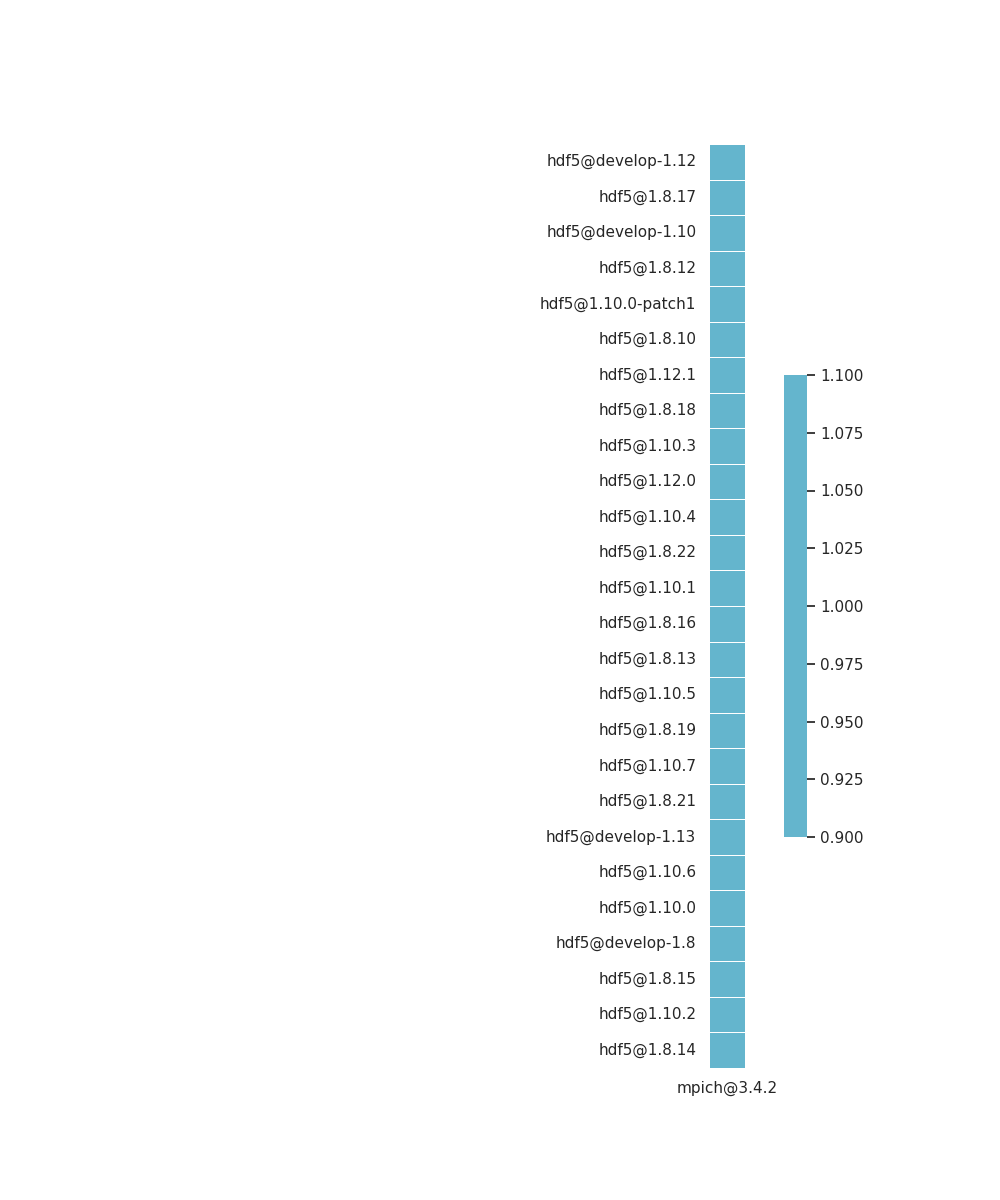 hdf5@develop-1.12
hdf5@1.8.17
hdf5@develop-1.10
hdf5@1.8.12
hdf5@1.10.0-patch1
hdf5@1.8.10
hdf5@1.12.1
hdf5@1.8.18
hdf5@1.10.3
hdf5@1.12.0
hdf5@1.10.4
hdf5@1.8.22
hdf5@1.10.1
hdf5@1.8.16
hdf5@1.8.13
hdf5@1.10.5
hdf5@1.8.19
hdf5@1.10.7
hdf5@1.8.21
hdf5@develop-1.13
hdf5@1.10.6
hdf5@1.10.0
hdf5@develop-1.8
hdf5@1.8.15
hdf5@1.10.2
hdf5@1.8.14
mpich@3.4.2
1.100
1.075
1.050
1.025
1.000
0.975
0.950
0.925
0.900